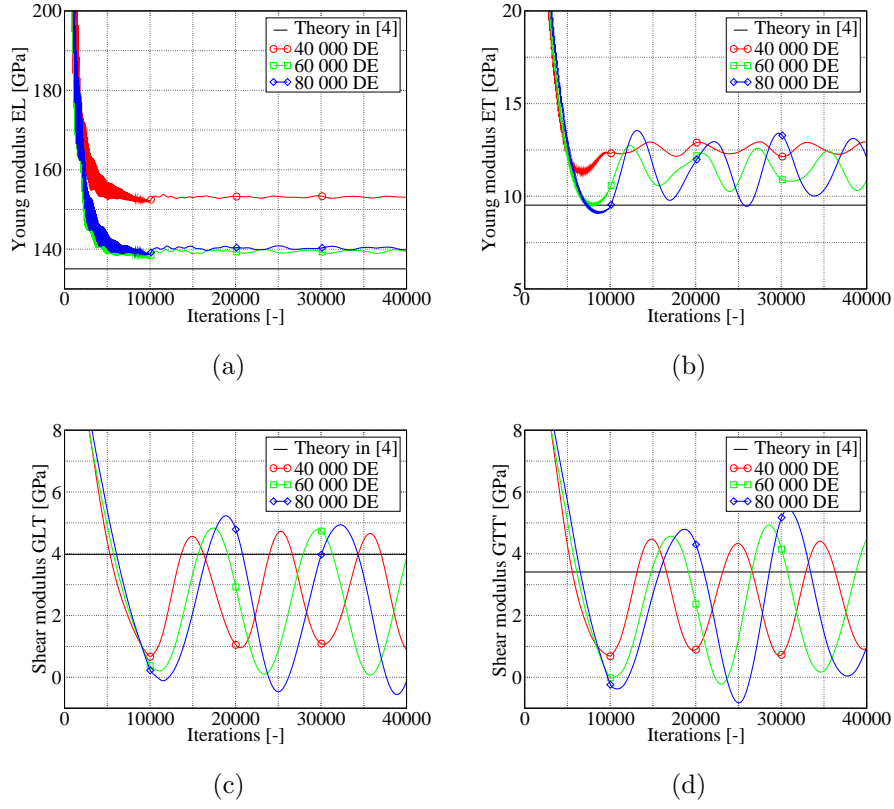 200
180
160
140
0
10000
20000
30000
40000
Young modulus EL [GPa]
Iterations [-]
Theory in [4]
40 000 DE
60 000 DE
80 000 DE
(a)
20
15
10
5
0
10000
20000
30000
40000
Young modulus ET [GPa]
Iterations [-]
Theory in [4]
40 000 DE
60 000 DE
80 000 DE
(b)
8
6
4
2
0
0
10000
20000
30000
40000
Shear modulus GLT [GPa]
Iterations [-]
Theory in [4]
40 000 DE
60 000 DE
80 000 DE
(c)
8
6
4
2
0
0
10000
20000
30000
40000
Shear modulus GTT' [GPa]
Iterations [-]
Theory in [4]
40 000 DE
60 000 DE
80 000 DE
(d)